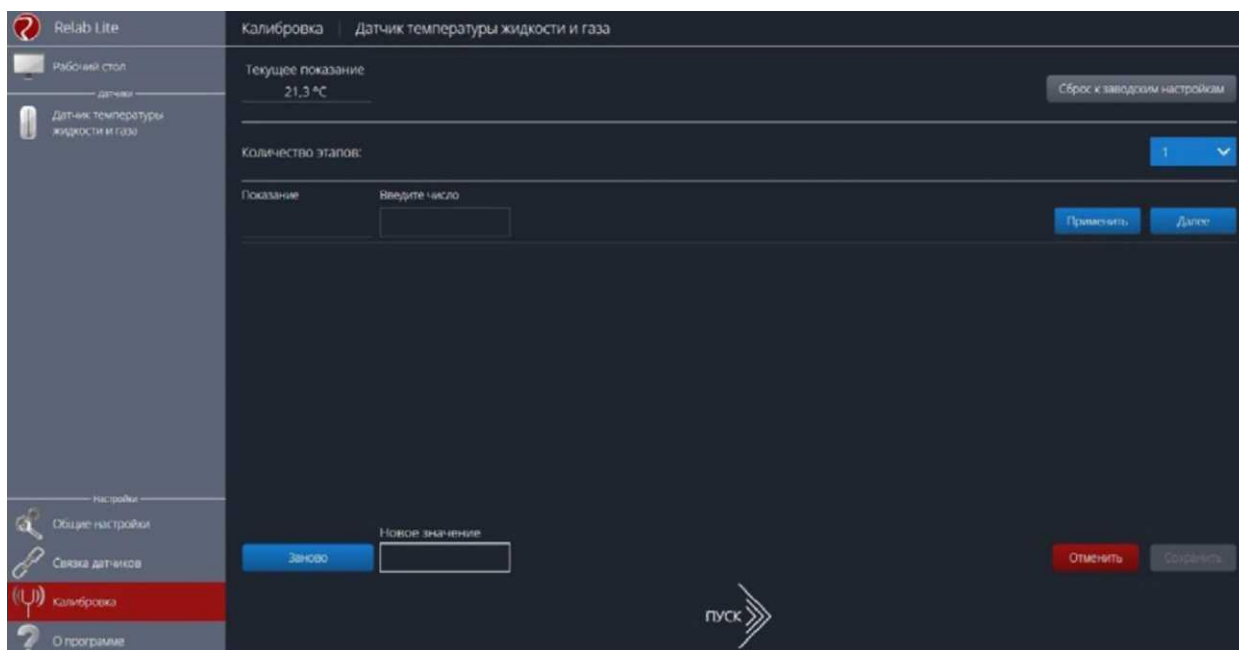 Relab Lite
Калибровка
Датчик температуры жидкости и газа
Рабочий стол
Датчики
Датчик температуры
жидкости и газа
Текущее показание
21,3 °C
Сброс к заводским настройкам
Количество этапов:
1
Показание
Введите число
Применить
Далее
Настройки
Общие настройки
Связка датчиков
Калибровка
О программе
Новое значение
Заново
Отменить
Сохранить
ПУСК